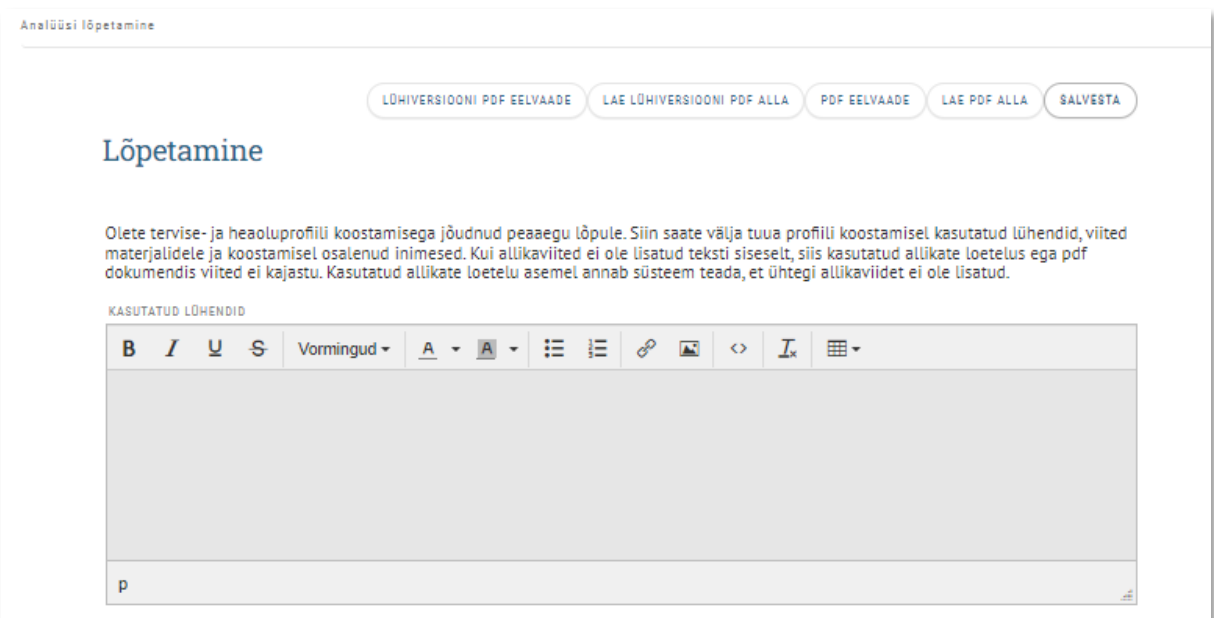 Analüüsi lõpetamine
LÜHIVERSIOONI PDF EELVAADE LAE LÜHIVERSIOONI PDF ALLA PDF EELVAADE LAE PDF ALLA SALVESTA
Lõpetamine
Olete tervise- ja heaoluprofiili koostamisega jõudnud peaaegu lõpule. Siin saate välja tuua profiili koostamisel kasutatud lühendid, viited
materjalidele ja koostamisel osalenud inimesed. Kui allikaviited ei ole lisatud teksti siseselt, siis kasutatud allikate loetelus ega pdf
dokumendis viited ei kajastu. Kasutatud allikate loetelu asemel annab süsteem teada, et ühtegi allikaviidet ei ole lisatud.
KASUTATUD LÜHENDID
B I U S Vormingud A A
p